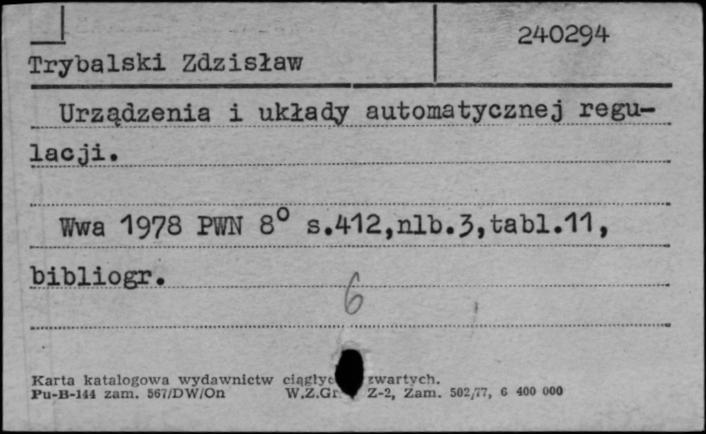 240294
Trybalski Zdzisław
Urządzenia i układy automatycznej regu-
lacji.
Wwa 1978 PWN 8° s.412,nlb.3,tabl.11,
bibliogr.
6
Karta katalogowa wydawnictw zwartych.
Pu-B-144 zam. 567/DW/On W.Z.Gr. Z-2, Zam. 502/77, 6 400 000